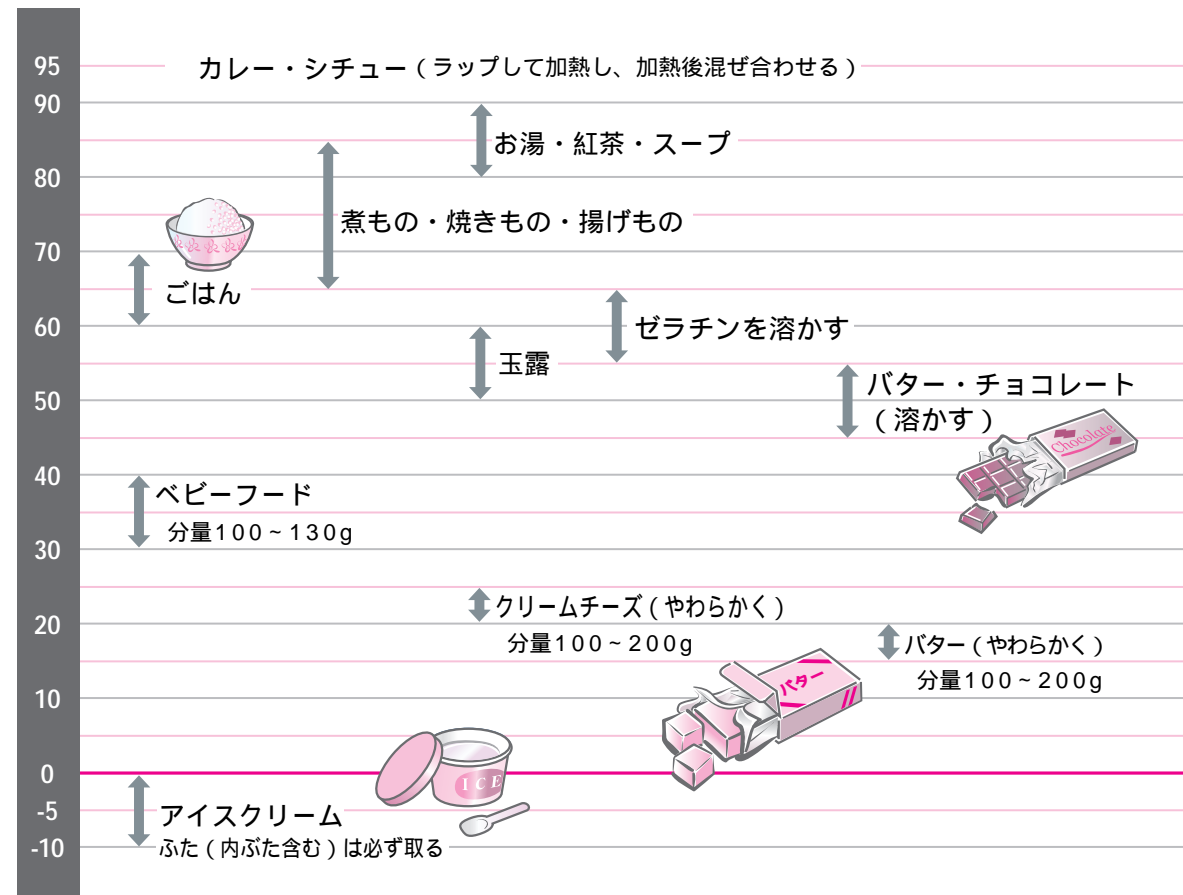 95
カレー・シチュー（ラップして加熱し、加熱後混ぜ合わせる）
90
お湯・紅茶・スープ
80
煮もの・焼きもの・揚げもの
70
ごはん
60
ゼラチンを溶かす
玉露
バター・チョコレート
（溶かす）
50
Chocolate
40
ベビーフード
分量100～130g
30
クリームチーズ（やわらかく）
20
分量100～200g
バター（やわらかく）
分量100～200g
バター
10
ICE
0
-5
アイスクリーム
-10
ふた（内ぶた含む）は必ず取る